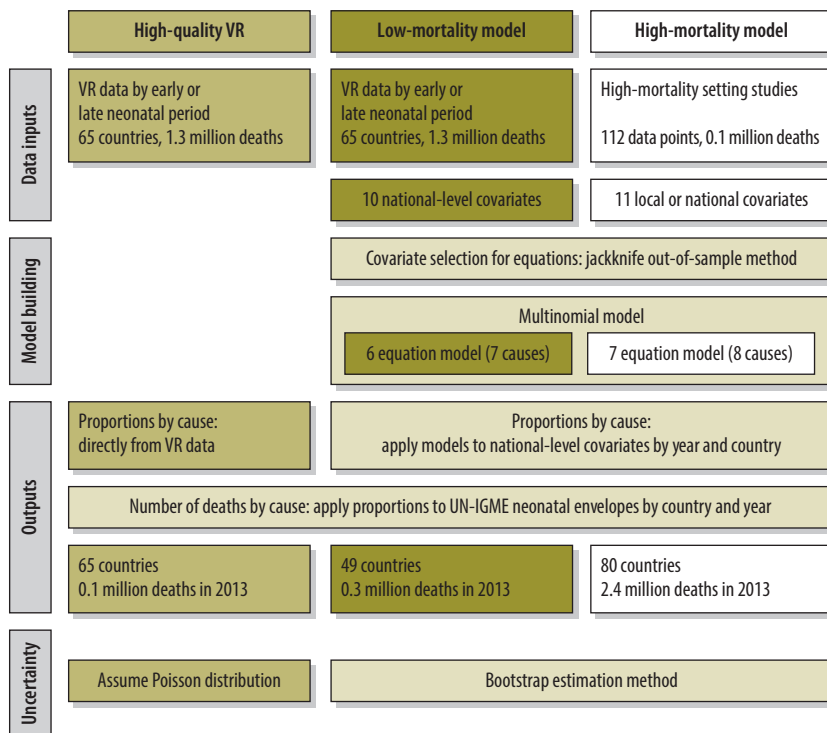 High-quality VR
Low-mortality model
High-mortality model
Data inputs
VR data by early or
late neonatal period
65 countries, 1.3 million deaths
VR data by early or
late neonatal period
65 countries, 1.3 million deaths
High-mortality setting studies
112 data points, 0.1 million deaths
10 national-level covariates
11 local or national covariates
Model building
Covariate selection for equations: jackknife out-of-sample method
Multinomial model
6 equation model (7 causes)
7 equation model (8 causes)
Outputs
Proportions by cause:
directly from VR data
Proportions by cause:
apply models to national-level covariates by year and country
Number of deaths by cause: apply proportions to UN-IGME neonatal envelopes by country and year
65 countries
0.1 million deaths in 2013
49 countries
0.3 million deaths in 2013
80 countries
2.4 million deaths in 2013
Uncertainty
Assume Poisson distribution
Bootstrap estimation method